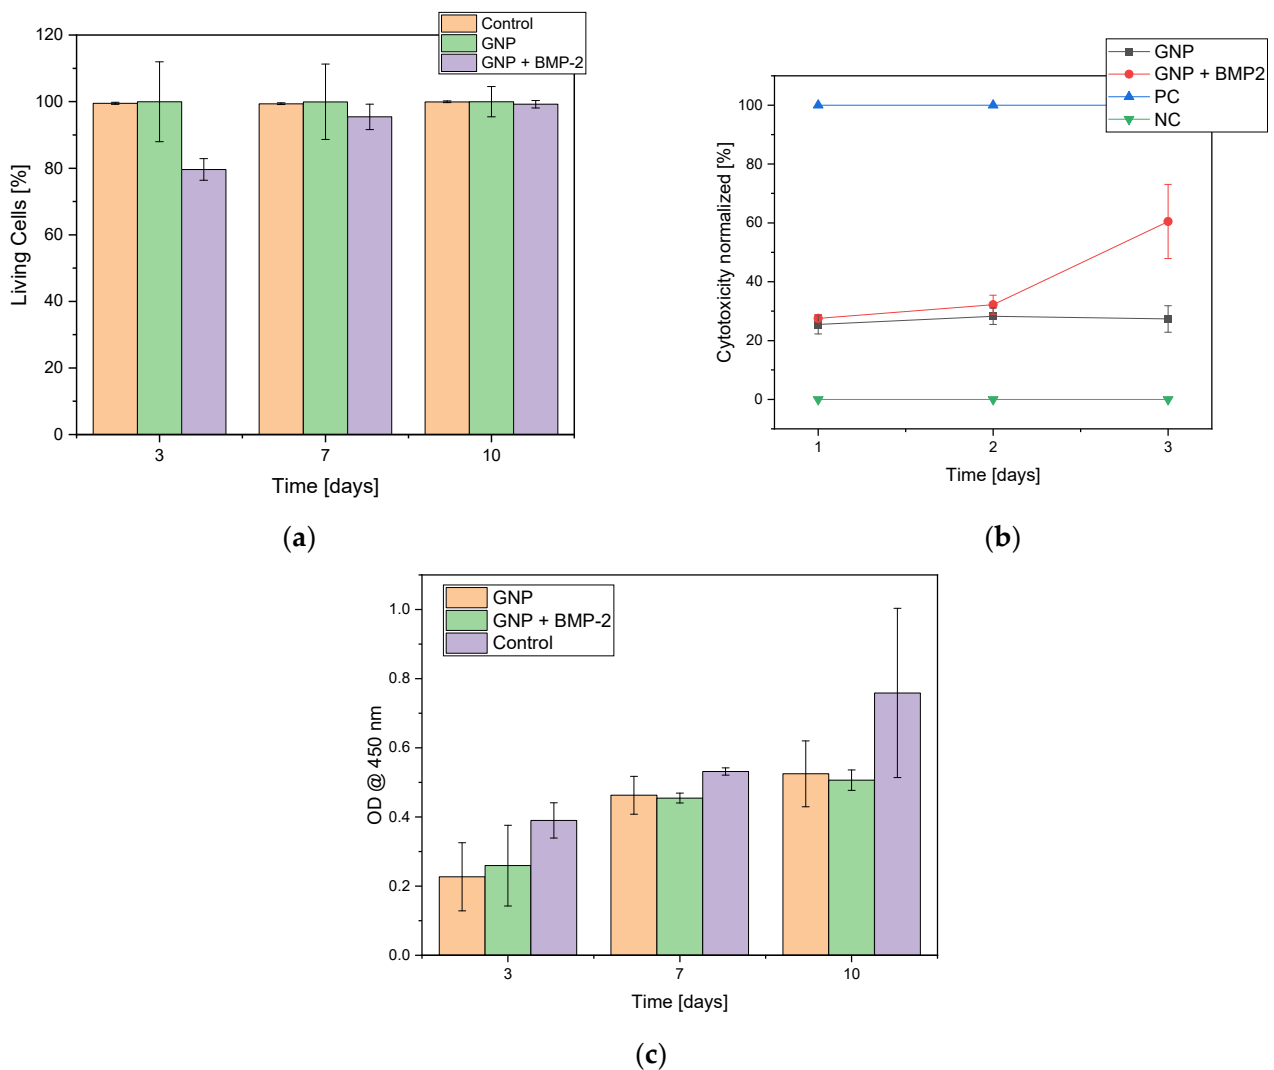 Control
GNP
GNP + BMP-2
120
100
80
60
40
20
0
Living Cells [%]
3 7 10
Time [days]
(a)
GNP
GNP + BMP2
PC
NC
100
80
60
40
20
0
Cytotoxicity normalized [%]
1 2 3
Time [days]
(b)
GNP
GNP + BMP-2
Control
1.0
0.8
0.6
0.4
0.2
0.0
OD @ 450 nm
3 7 10
Time [days]
(c)